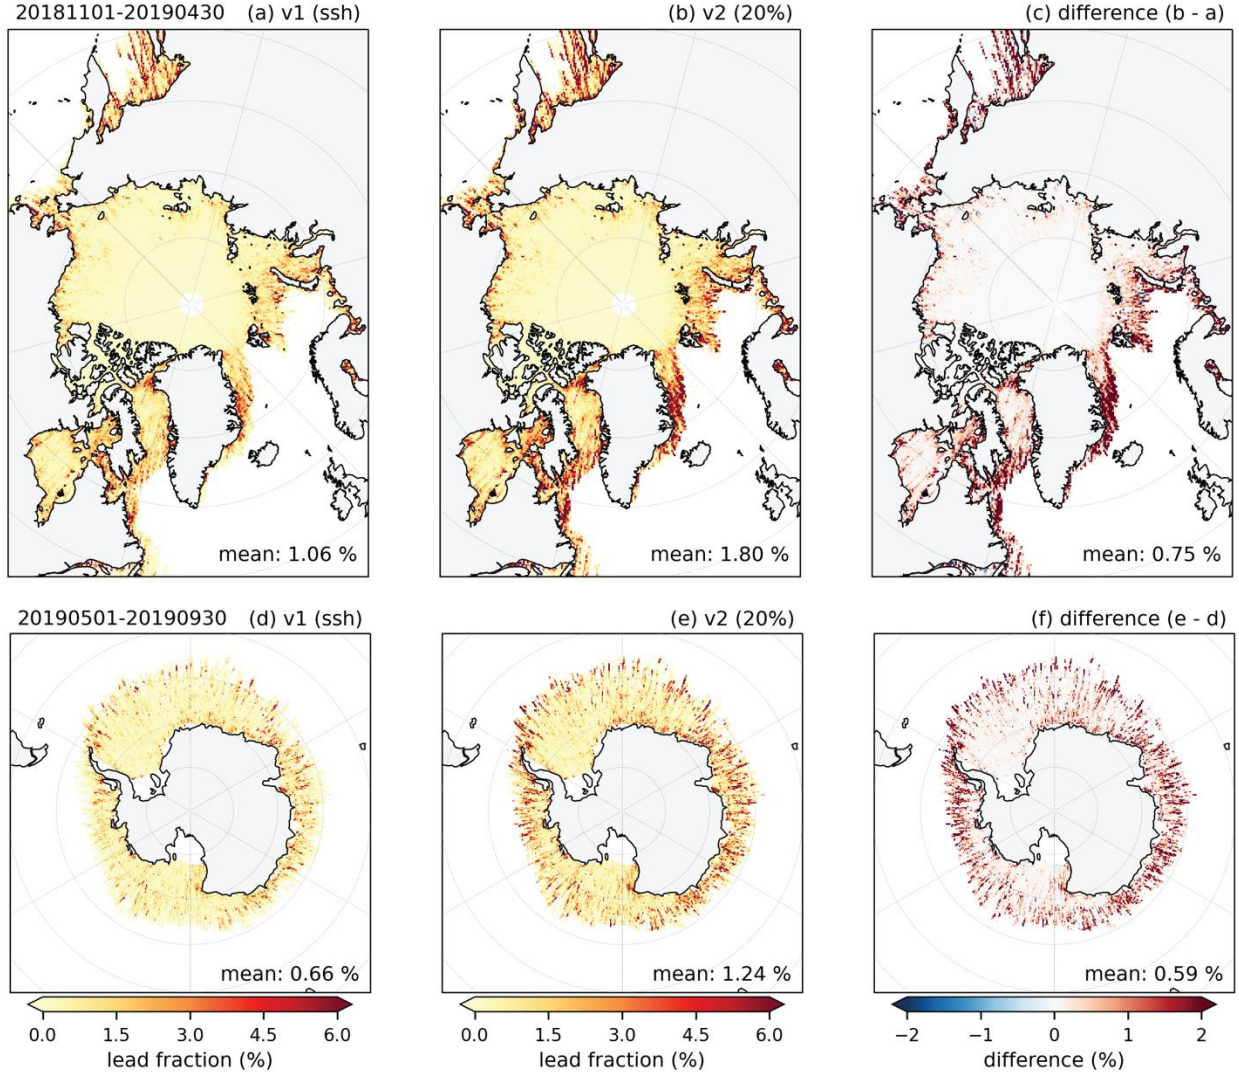 20181101-20190430 (a) v1 (ssh)
(b) v2 (20%)
(c) difference (b - a)
mean: 1.06 %
mean: 1.80 %
mean: 0.75 %
20190501-20190930 (d) v1 (ssh)
(e) v2 (20%)
(f) difference (e - d)
mean: 0.66 %
mean: 1.24 %
mean: 0.59 %
0.0 1.5 3.0 4.5 6.0
lead fraction (%)
0.0 1.5 3.0 4.5 6.0
lead fraction (%)
−2 −1 0 1 2
difference (%)